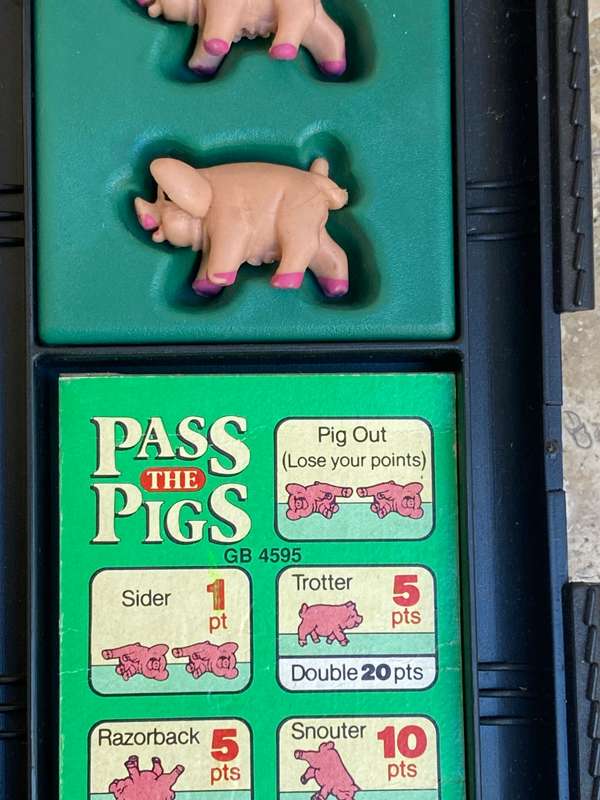 PASS
THE
PIGS
Pig Out
(Lose your points)
GB 4595
Sider 1
pt
Trotter 5
pts
Double 20 pts
Razorback 5
pts
Snouter 10
pts